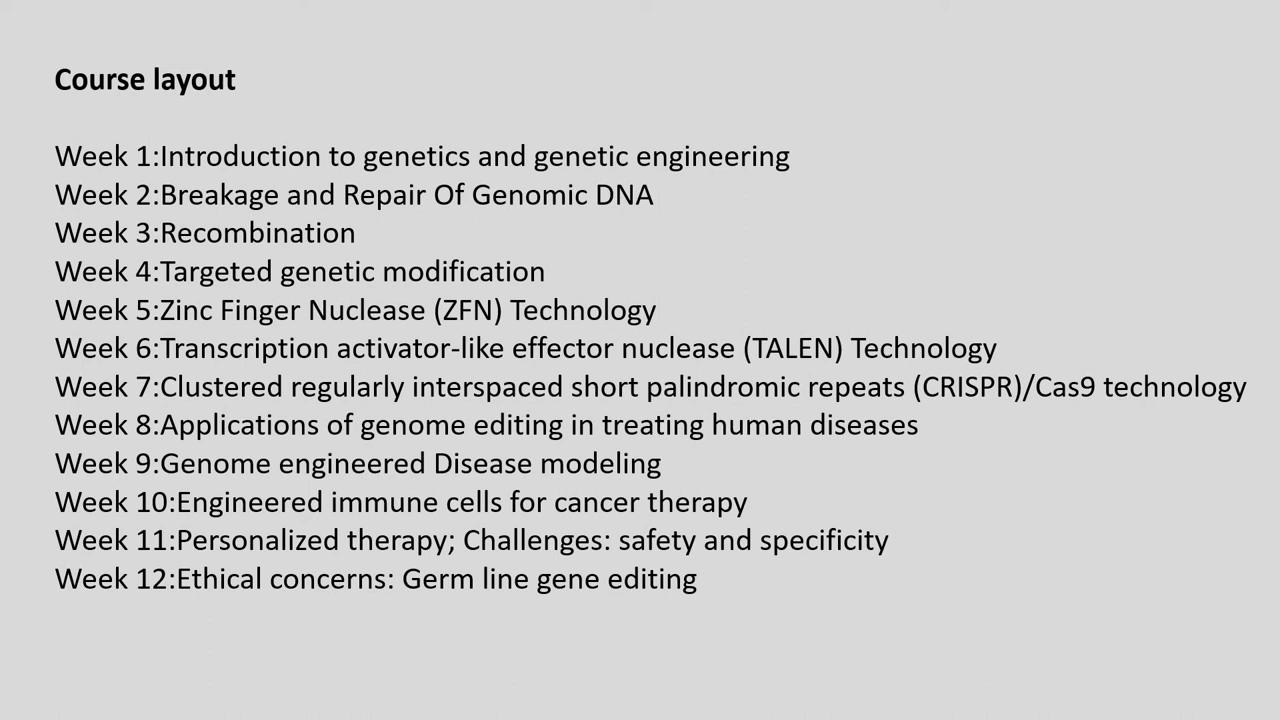 Course layout
Week 1:Introduction to genetics and genetic engineering
Week 2:Breakage and Repair Of Genomic DNA
Week 3:Recombination
Week 4:Targeted genetic modification
Week 5:Zinc Finger Nuclease (ZFN) Technology
Week 6:Transcription activator-like effector nuclease (TALEN) Technology
Week 7:Clustered regularly interspaced short palindromic repeats (CRISPR)/Cas9 technology
Week 8:Applications of genome editing in treating human diseases
Week 9:Genome engineered Disease modeling
Week 10:Engineered immune cells for cancer therapy
Week 11:Personalized therapy; Challenges: safety and specificity
Week 12:Ethical concerns: Germ line gene editing